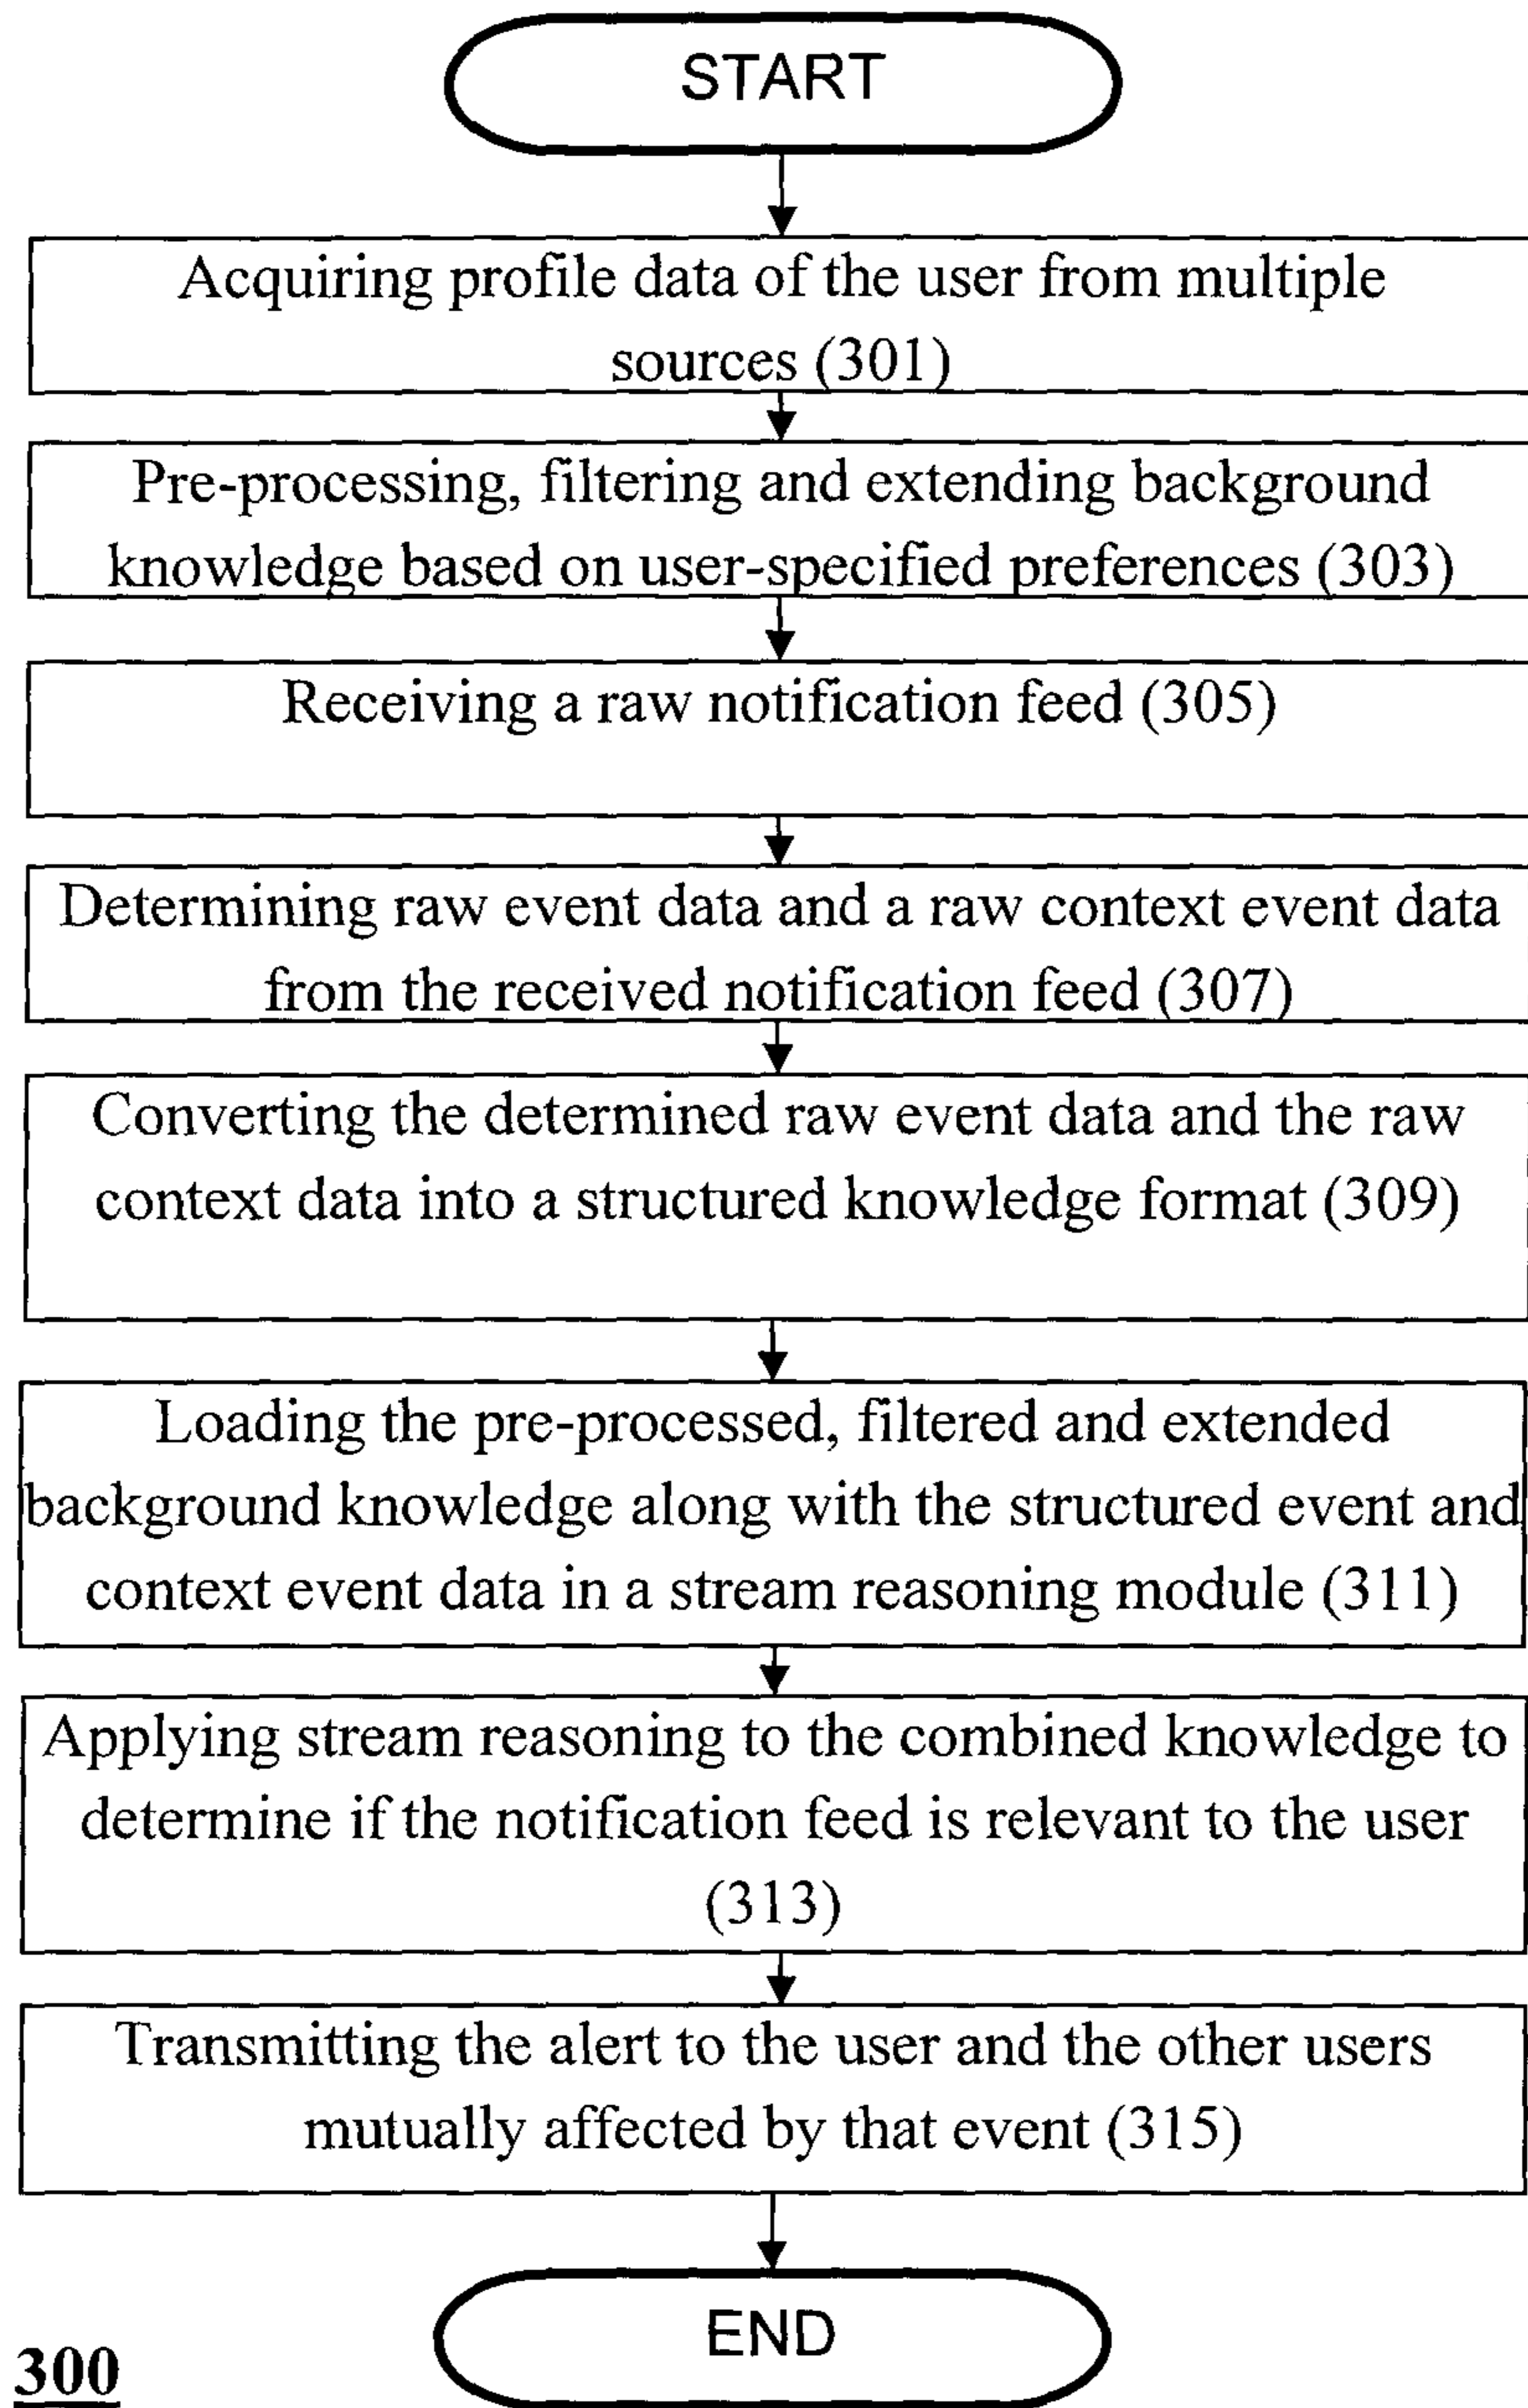 START
Acquiring profile data of the user from multiple
sources (301)
Pre-processing, filtering and extending background
knowledge based on user-specified preferences (303)
Receiving a raw notification feed (305)
Determining raw event data and a raw context event data
from the received notification feed (307)
Converting the determined raw event data and the raw
context data into a structured knowledge format (309)
Loading the pre-processed, filtered and extended
background knowledge along with the structured event and
context event data in a stream reasoning module (311)
Applying stream reasoning to the combined knowledge to
determine if the notification feed is relevant to the user
(313)
Transmitting the alert to the user and the other users
mutually affected by that event (315)
END
300